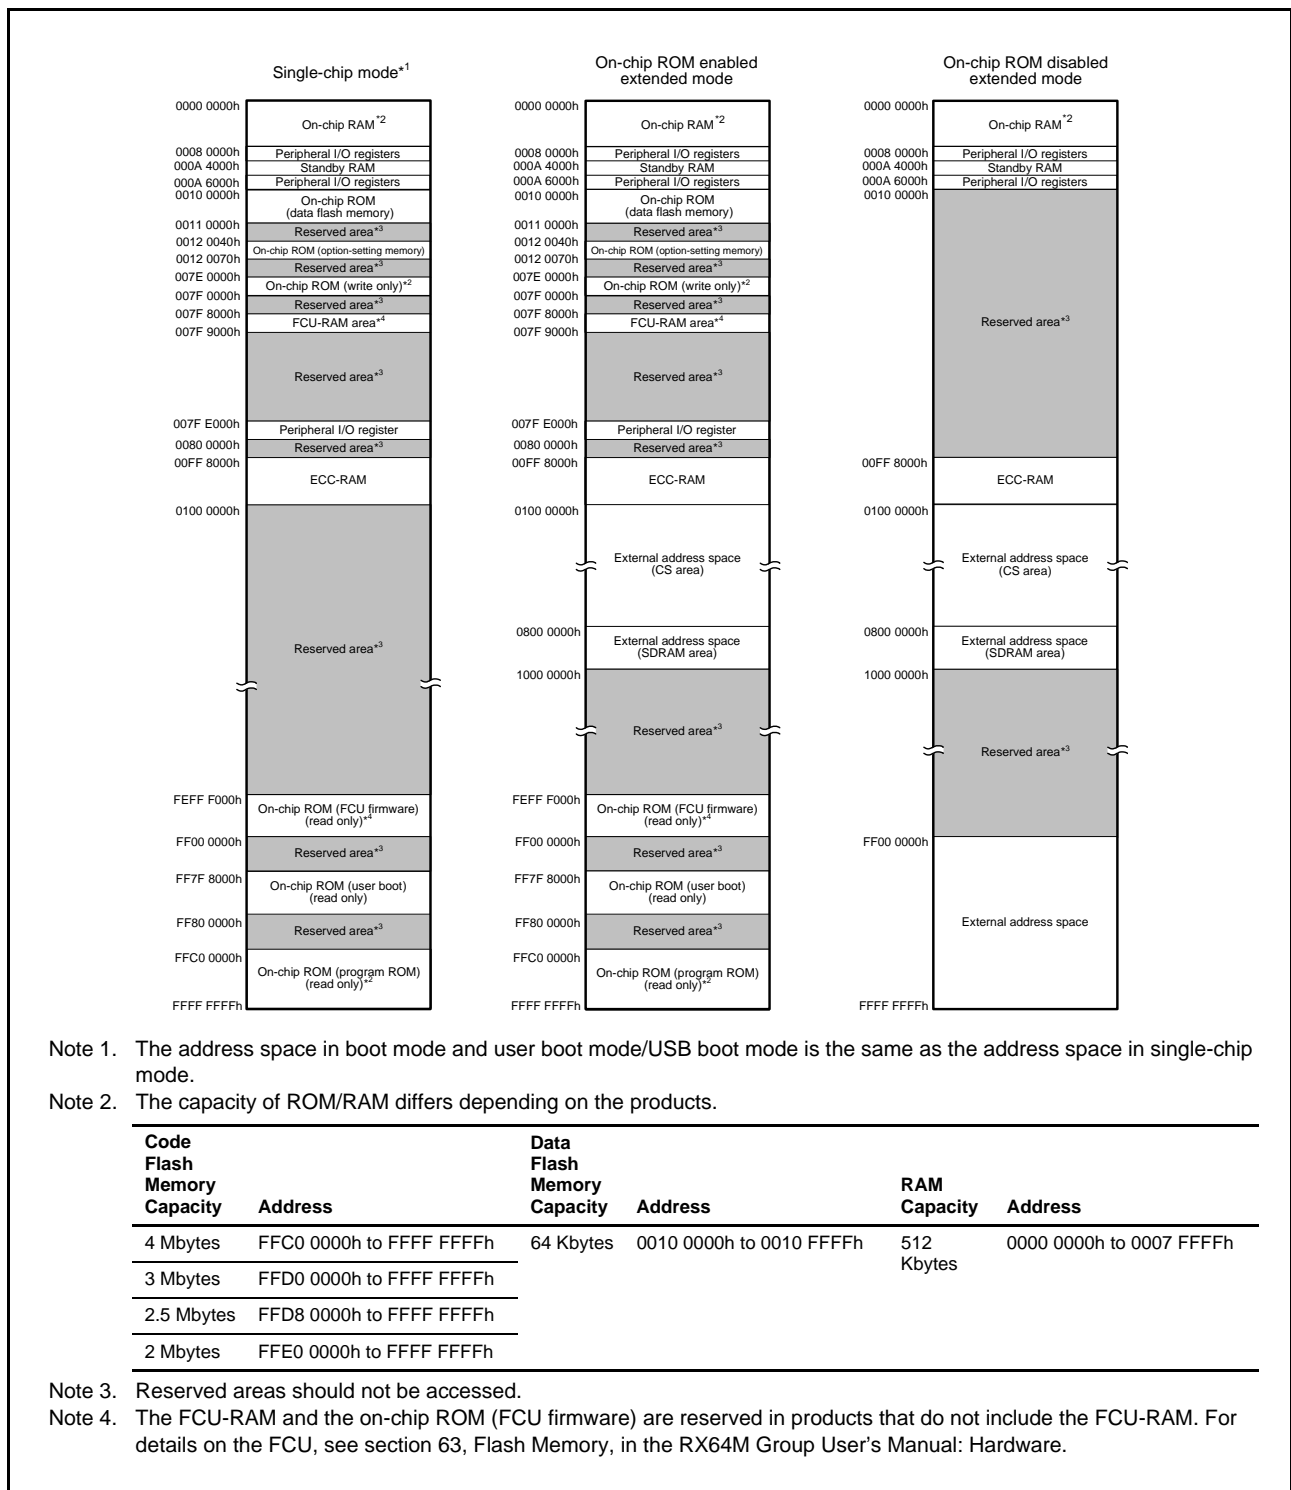 Single-chip mode*1
0000 0000h
On-chip RAM*2
0008 0000h
Peripheral I/O registers
000A 4000h
Standby RAM
000A 6000h
Peripheral I/O registers
0010 0000h
On-chip ROM
(data flash memory)
0011 0000h
Reserved area*3
0012 0040h
On-chip ROM (option-setting memory)
0012 0070h
Reserved area*3
007E 0000h
On-chip ROM (write only)*2
007F 0000h
Reserved area*3
007F 8000h
FCU-RAM area*4
007F 9000h
Reserved area*3
007F E000h
Peripheral I/O register
0080 0000h
Reserved area*3
00FF 8000h
ECC-RAM
0100 0000h
Reserved area*3
FEFF F000h
On-chip ROM (FCU firmware)
(read only)*4
FF00 0000h
Reserved area*3
FF7F 8000h
On-chip ROM (user boot)
(read only)
FF80 0000h
Reserved area*3
FFC0 0000h
On-chip ROM (program ROM)
(read only)*2
FFFF FFFFh
On-chip ROM enabled
extended mode
0000 0000h
On-chip RAM*2
0008 0000h
Peripheral I/O registers
000A 4000h
Standby RAM
000A 6000h
Peripheral I/O registers
0010 0000h
On-chip ROM
(data flash memory)
0011 0000h
Reserved area*3
0012 0040h
On-chip ROM (option-setting memory)
0012 0070h
Reserved area*3
007E 0000h
On-chip ROM (write only)*2
007F 0000h
Reserved area*3
007F 8000h
FCU-RAM area*4
007F 9000h
Reserved area*3
007F E000h
Peripheral I/O register
0080 0000h
Reserved area*3
00FF 8000h
ECC-RAM
0100 0000h
External address space
(CS area)
0800 0000h
External address space
(SDRAM area)
1000 0000h
Reserved area*3
FEFF F000h
On-chip ROM (FCU firmware)
(read only)*4
FF00 0000h
Reserved area*3
FF7F 8000h
On-chip ROM (user boot)
(read only)
FF80 0000h
Reserved area*3
FFC0 0000h
On-chip ROM (program ROM)
(read only)*2
FFFF FFFFh
On-chip ROM disabled
extended mode
0000 0000h
On-chip RAM*2
0008 0000h
Peripheral I/O registers
000A 4000h
Standby RAM
000A 6000h
Peripheral I/O registers
0010 0000h
Reserved area*3
00FF 8000h
ECC-RAM
0100 0000h
External address space
(CS area)
0800 0000h
External address space
(SDRAM area)
1000 0000h
Reserved area*3
FF00 0000h
External address space
FFFF FFFFh
Note 1. The address space in boot mode and user boot mode/USB boot mode is the same as the address space in single-chip
mode.
Note 2. The capacity of ROM/RAM differs depending on the products.
Code Flash Memory Capacity Address Data Flash Memory Capacity Address RAM Capacity Address
4 Mbytes FFC0 0000h to FFFF FFFFh 64 Kbytes 0010 0000h to 0010 FFFFh 512 Kbytes 0000 0000h to 0007 FFFFh
3 Mbytes FFD0 0000h to FFFF FFFFh
2.5 Mbytes FFD8 0000h to FFFF FFFFh
2 Mbytes FFE0 0000h to FFFF FFFFh
Note 3. Reserved areas should not be accessed.
Note 4. The FCU-RAM and the on-chip ROM (FCU firmware) are reserved in products that do not include the FCU-RAM. For
details on the FCU, see section 63, Flash Memory, in the RX64M Group User's Manual: Hardware.